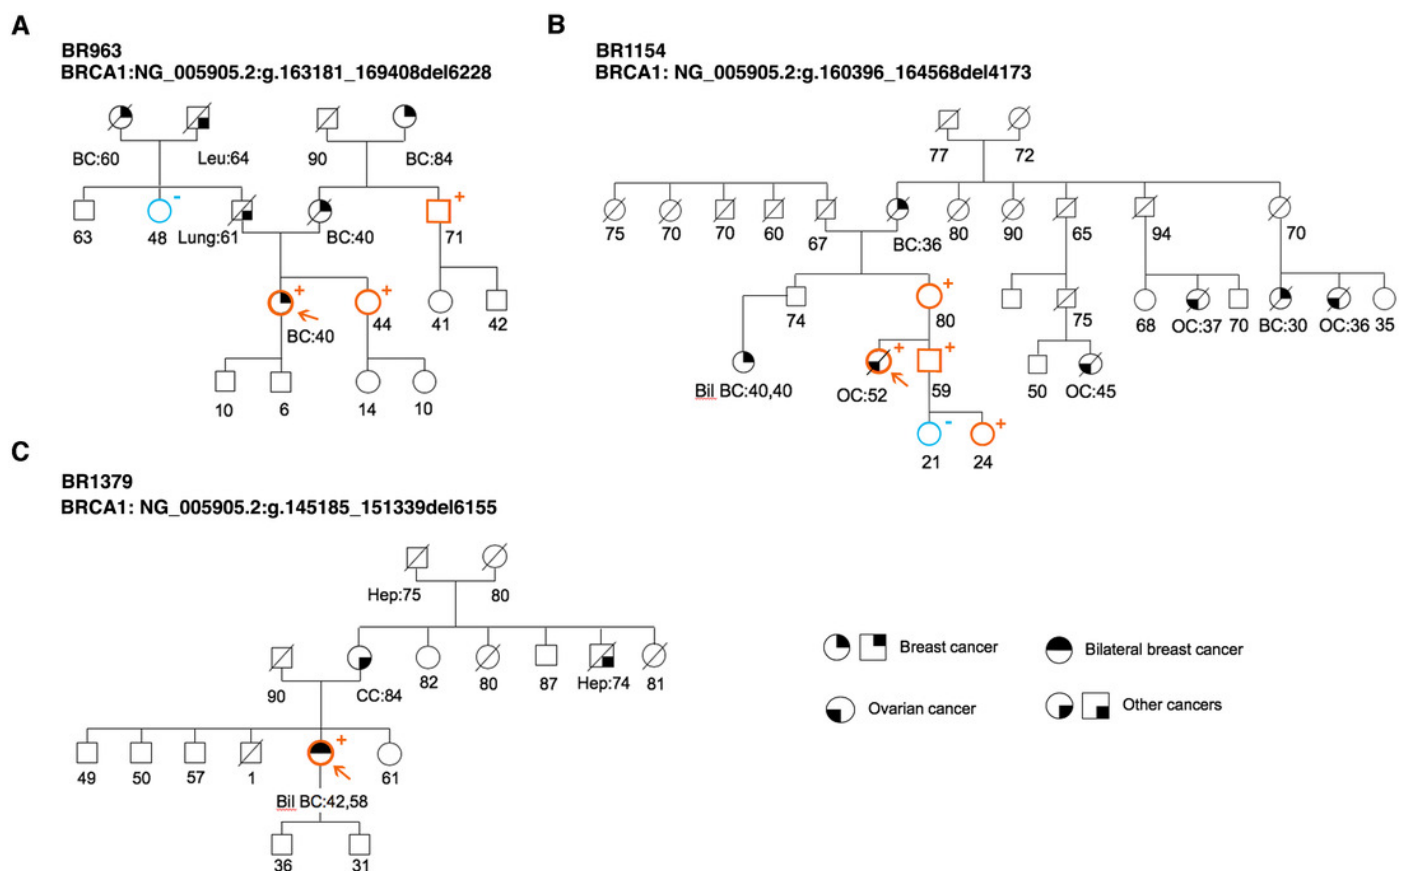 A
BR963
BRCA1:NG_005905.2:g.163181_169408del6228
BC:60 Leu:64 90 BC:84
-
+
63 48 Lung:61 BC:40 71
+ +
BC:40 44 41 42
10 6 14 10
B
BR1154
BRCA1: NG_005905.2:g.160396_164568del4173
77 72
75 70 70 60 67 BC:36 80 90 65 94 70
+
74 80 75 68 OC:37 70 BC:30 OC:36 35
+ +
Bil BC:40,40 OC:52 59 50 OC:45
- +
21 24
C
BR1379
BRCA1: NG_005905.2:g.145185_151339del6155
Hep:75 80
90 CC:84 82 80 87 Hep:74 81
+
49 50 57 1 61
Bil BC:42,58
36 31
Breast cancer
Bilateral breast cancer
Ovarian cancer
Other cancers